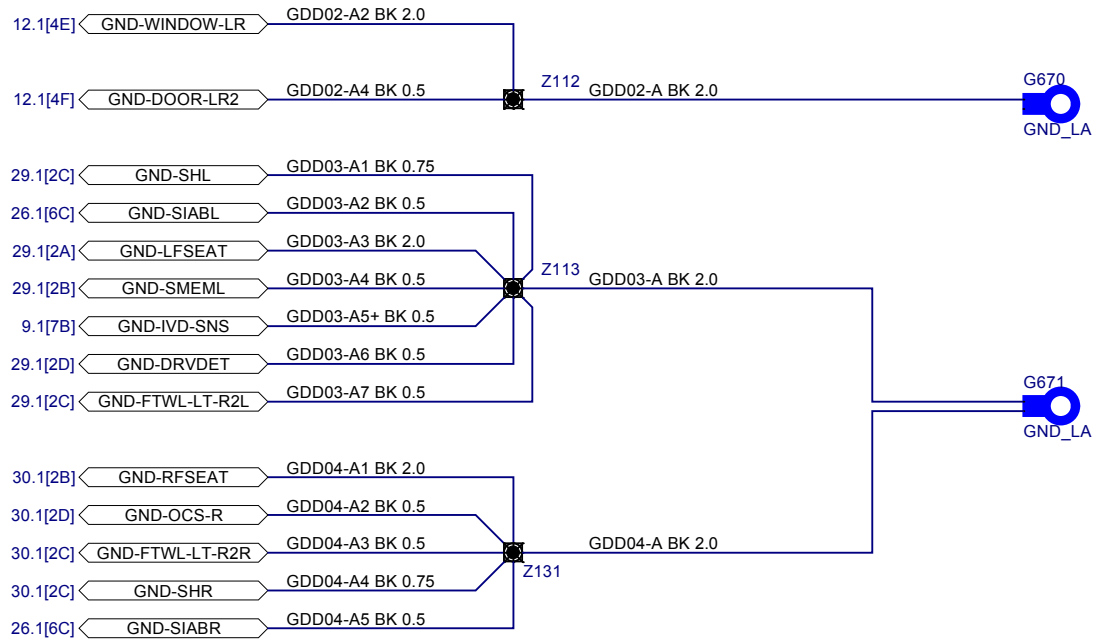 12.1[4E] GND-WINDOW-LR GDD02-A2 BK 2.0
12.1[4F] GND-DOOR-LR2 GDD02-A4 BK 0.5 Z112 GDD02-A BK 2.0 G670
GND_LA
29.1[2C] GND-SHL GDD03-A1 BK 0.75
26.1[6C] GND-SIABL GDD03-A2 BK 0.5
29.1[2A] GND-LFSEAT GDD03-A3 BK 2.0
29.1[2B] GND-SMEML GDD03-A4 BK 0.5 Z113 GDD03-A BK 2.0
9.1[7B] GND-IVD-SNS GDD03-A5+ BK 0.5
29.1[2D] GND-DRVDET GDD03-A6 BK 0.5
29.1[2C] GND-FTWL-LT-R2L GDD03-A7 BK 0.5 G671
GND_LA
30.1[2B] GND-RFSEAT GDD04-A1 BK 2.0
30.1[2D] GND-OCS-R GDD04-A2 BK 0.5
30.1[2C] GND-FTWL-LT-R2R GDD04-A3 BK 0.5 GDD04-A BK 2.0
Z131
30.1[2C] GND-SHR GDD04-A4 BK 0.75
26.1[6C] GND-SIABR GDD04-A5 BK 0.5